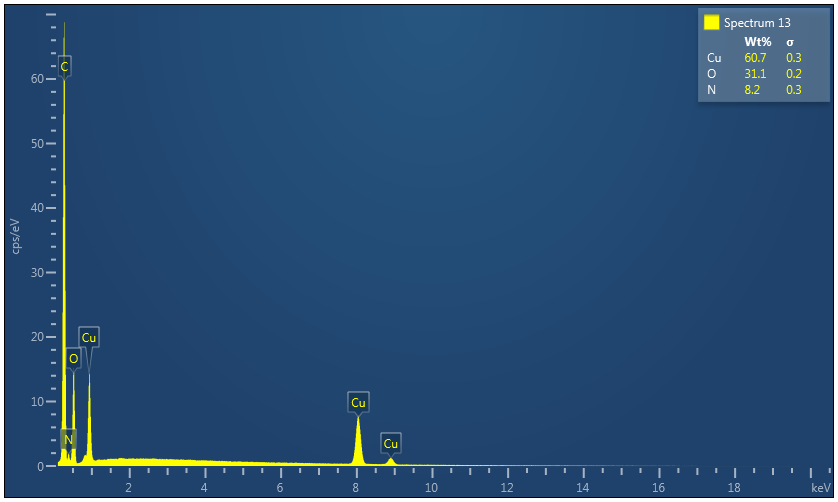 Spectrum 13
Wt% σ
Cu 60.7 0.3
O 31.1 0.2
N 8.2 0.3
C
60
50
cps/eV
40
30
20
Cu
O
10
Cu
N
Cu
0
2 4 6 8 10 12 14 16 18 keV